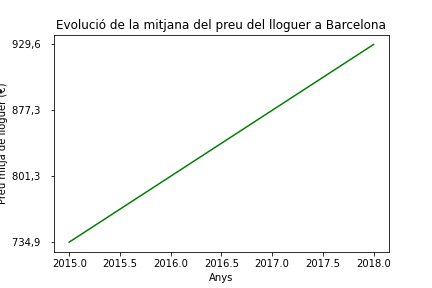 Evolució de la mitjana del preu del lloguer a Barcelona
929,6
877,3
801,3
734,9
Preu mitjà de lloguer (€)
2015.0 2015.5 2016.0 2016.5 2017.0 2017.5 2018.0
Anys